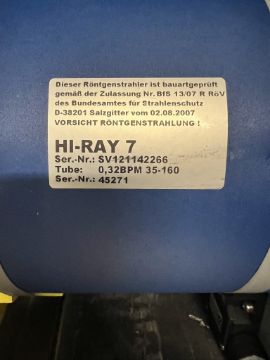 Dieser Röntgenstrahler ist bauartgeprüft
gemäß der Zulassung Nr. BfS 13/07 R RöV
des Bundesamtes für Strahlenschutz
D-38201 Salzgitter vom 02.08.2007
VORSICHT RÖNTGENSTRAHLUNG !
HI-RAY 7
Ser.-Nr.: SV121142266
Tube: 0,32BPM 35-160
Ser.-Nr.: 45271